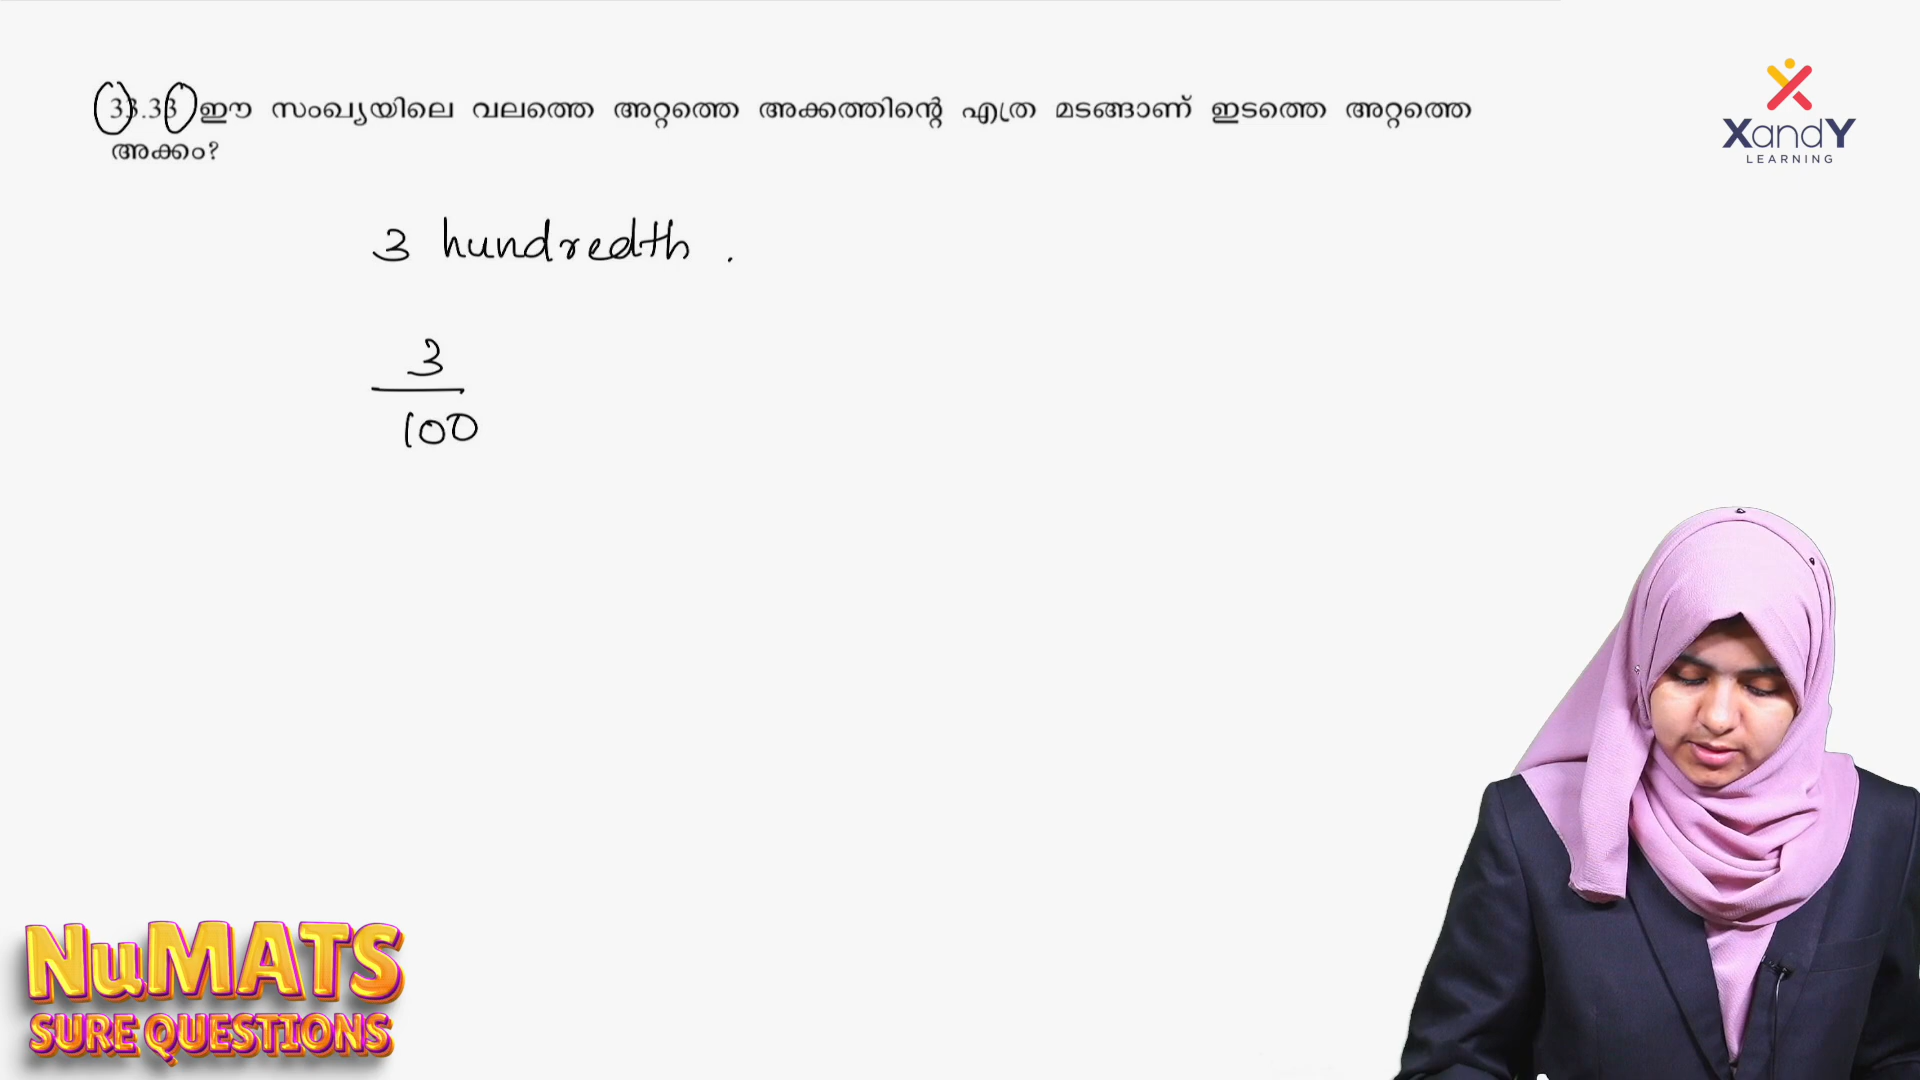 33.33 ഈ സംഖ്യയിലെ വലത്തെ അറ്റത്തെ അക്കത്തിന്റെ എത്ര മടങ്ങാണ് ഇടത്തെ അറ്റത്തെ
അക്കം?
XandY
LEARNING
3 hundredth.
3
100
NuMATS
SURE QUESTIONS